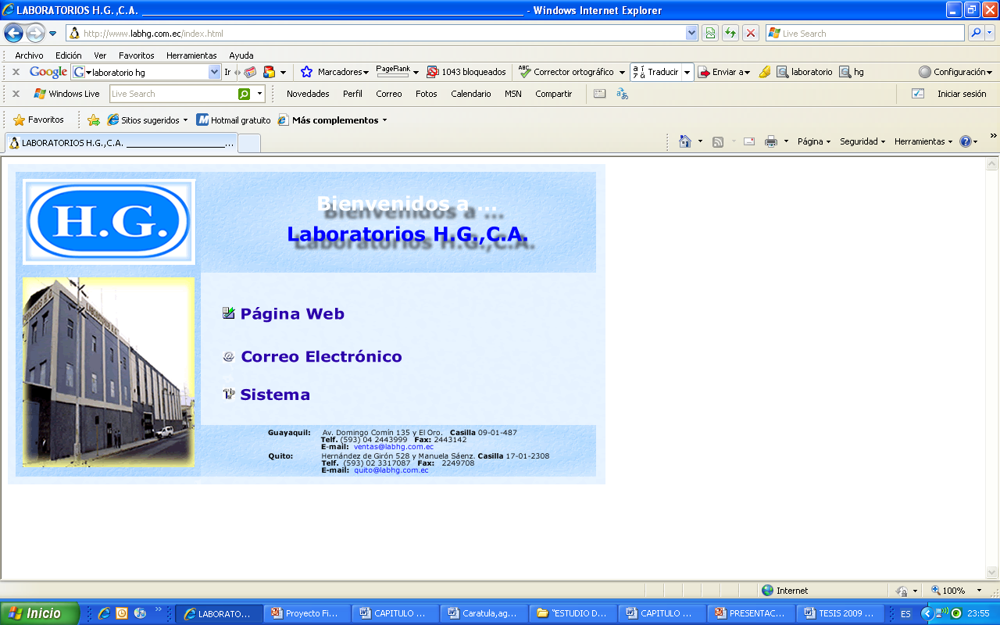 LABORATORIOS H.G.,C.A. ___ - Windows Internet Explorer
http://www.labhg.com.ec/index.html
Live Search
Archivo Edición Ver Favoritos Herramientas Ayuda
Google G laboratorio hg Ir Marcadores PageRank 1043 bloqueados ABC Corrector ortográfico Traducir Enviar a laboratorio hg Configuración
Windows Live Live Search Novedades Perfil Correo Fotos Calendario MSN Compartir Iniciar sesión
Favoritos Sitios sugeridos Hotmail gratuito Más complementos
LABORATORIOS H.G.,C.A. ___... Página Seguridad Herramientas
H.G.
Bienvenidos a ...
Laboratorios H.G.,C.A.
Página Web
Correo Electrónico
Sistema
Guayaquil: Av. Domingo Comín 135 y El Oro. Casilla 09-01-487
Telf. (593) 04 2443999 Fax: 2443142
E-mail: ventas@labhg.com.ec
Quito: Hernández de Girón 528 y Manuela Sáenz. Casilla 17-01-2308
Telf. (593) 02 3317087 Fax: 2249708
E-mail: quito@labhg.com.ec
Internet 100%
Inicio LABORATO... Proyecto Fi... CAPITULO ... Caratula,ag... "ESTUDIO D... CAPITULO ... PRESENTAC... TESIS 2009 ... ES 23:55